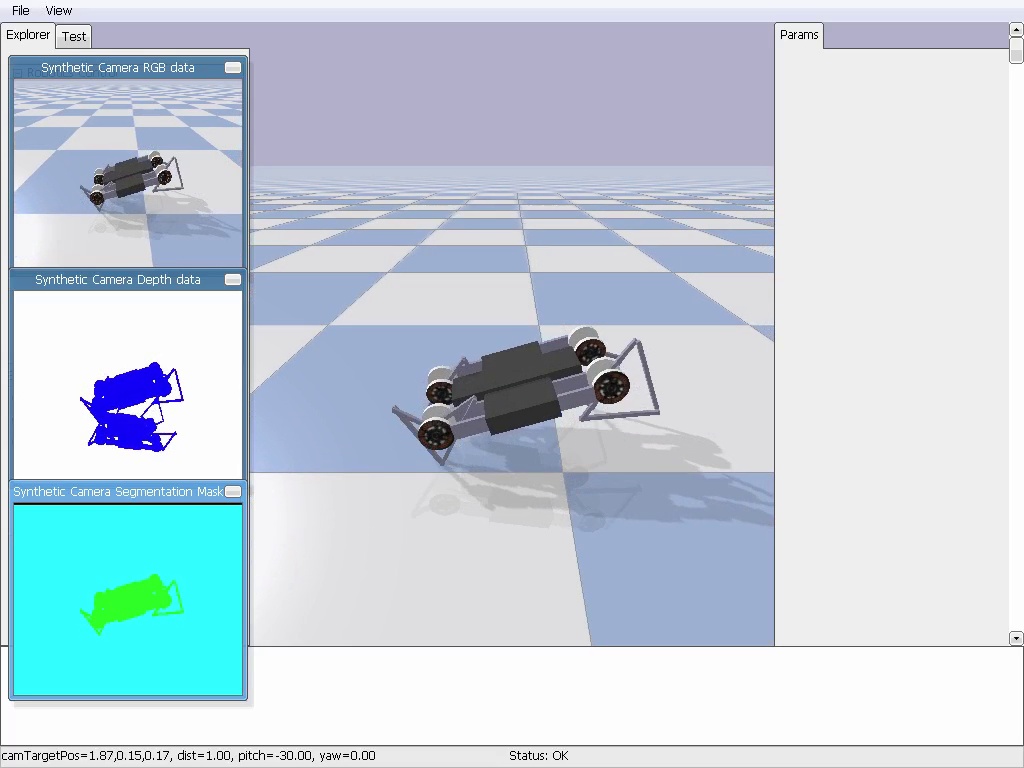 File View
Explorer Test
Params
Synthetic Camera RGB data
Synthetic Camera Depth data
Synthetic Camera Segmentation Mask
camTargetPos=1.87,0.15,0.17, dist=1.00, pitch=-30.00, yaw=0.00
Status: OK